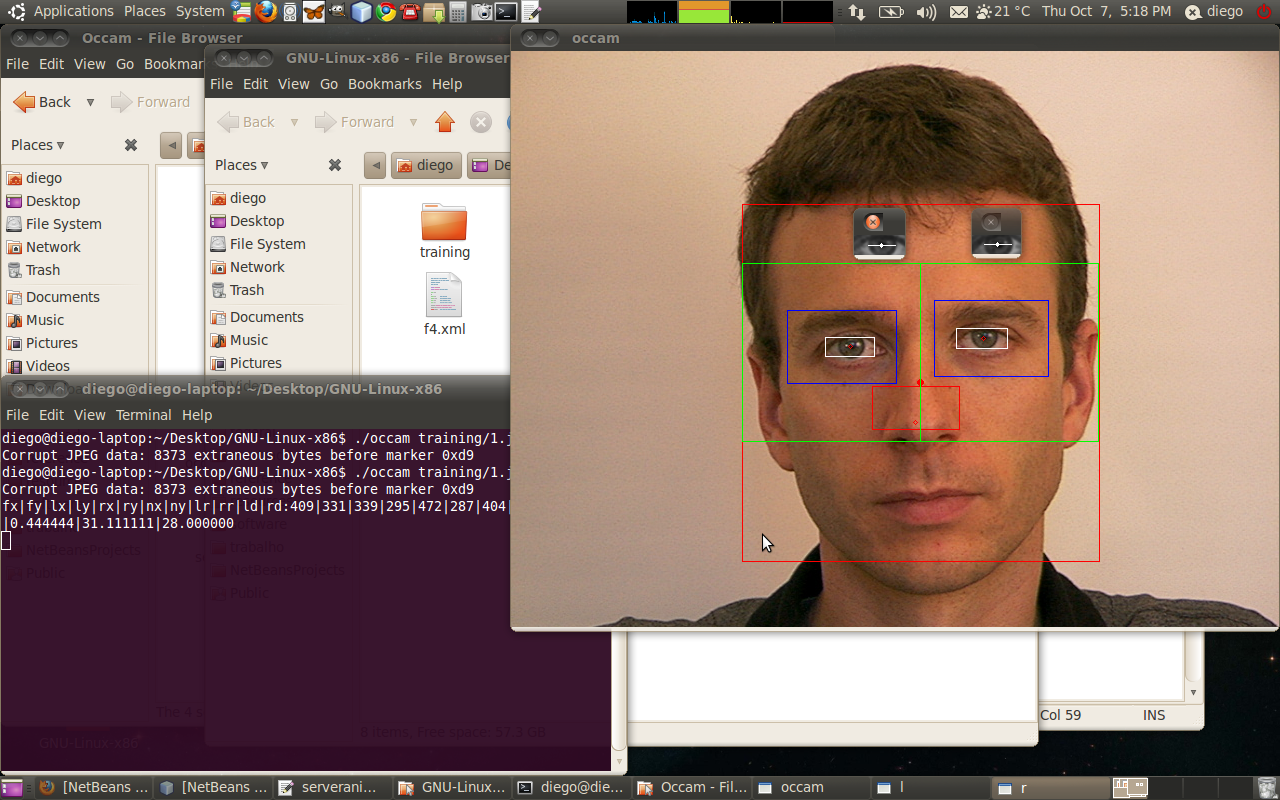 Applications Places System 21 °C Thu Oct 7, 5:18 PM diego
Occam - File Browser
File Edit View Go Bookmar
Back Forward
Places
diego
Desktop
File System
Network
Trash
Documents
Music
Pictures
Videos
GNU-Linux-x86 - File Browser
File Edit View Go Bookmarks Help
Back Forward
Places
diego De
diego
Desktop
File System
Network
Trash
Documents
Music
Pictures
training
f4.xml
occam
diego@diego-laptop: ~/Desktop/GNU-Linux-x86
File Edit View Terminal Help
diego@diego-laptop:~/Desktop/GNU-Linux-x86$ ./occam training/1.j
Corrupt JPEG data: 8373 extraneous bytes before marker 0xd9
diego@diego-laptop:~/Desktop/GNU-Linux-x86$ ./occam training/1.j
Corrupt JPEG data: 8373 extraneous bytes before marker 0xd9
fx|fy|lx|ly|rx|ry|nx|ny|lr|rr|ld|rd:409|331|339|295|472|287|404|
|0.444444|31.111111|28.000000
trabalho
NetBeansProjects
NetBeansProjects
Public
Public
8 items, Free space: 57.3 GB
GNU-Linux-x86
Col 59 INS
[NetBeans ... [NetBeans ... serverani... GNU-Linux... diego@die... Occam - Fil... occam l r